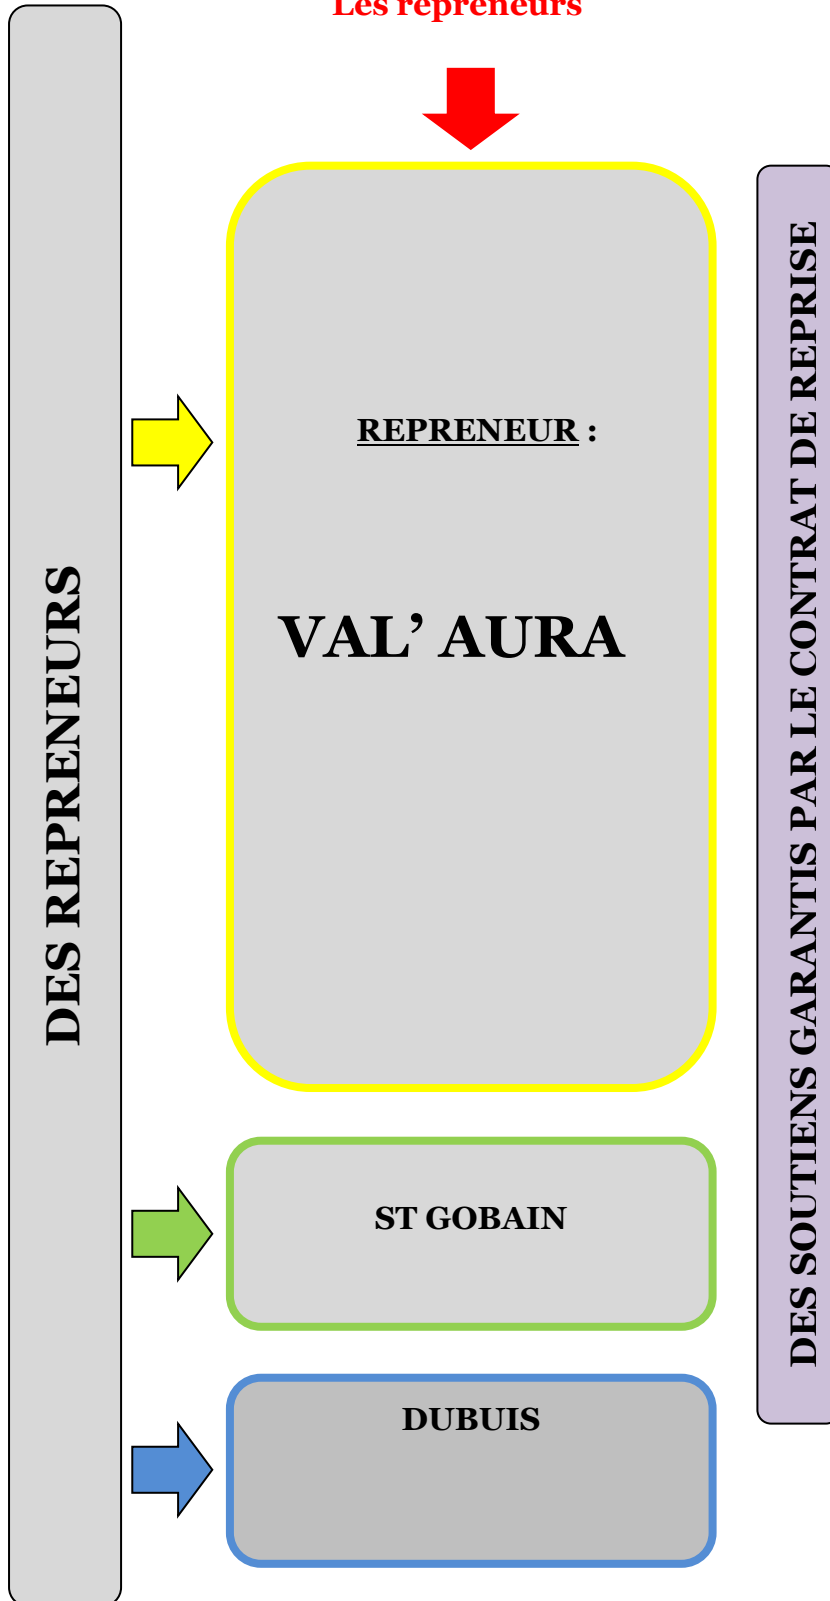 Les repreneurs
DES REPRENEURS
REPRENEUR :
VAL’ AURA
ST GOBAIN
DUBUIS
DES SOUTIENS GARANTIS PAR LE CONTRAT DE REPRISE